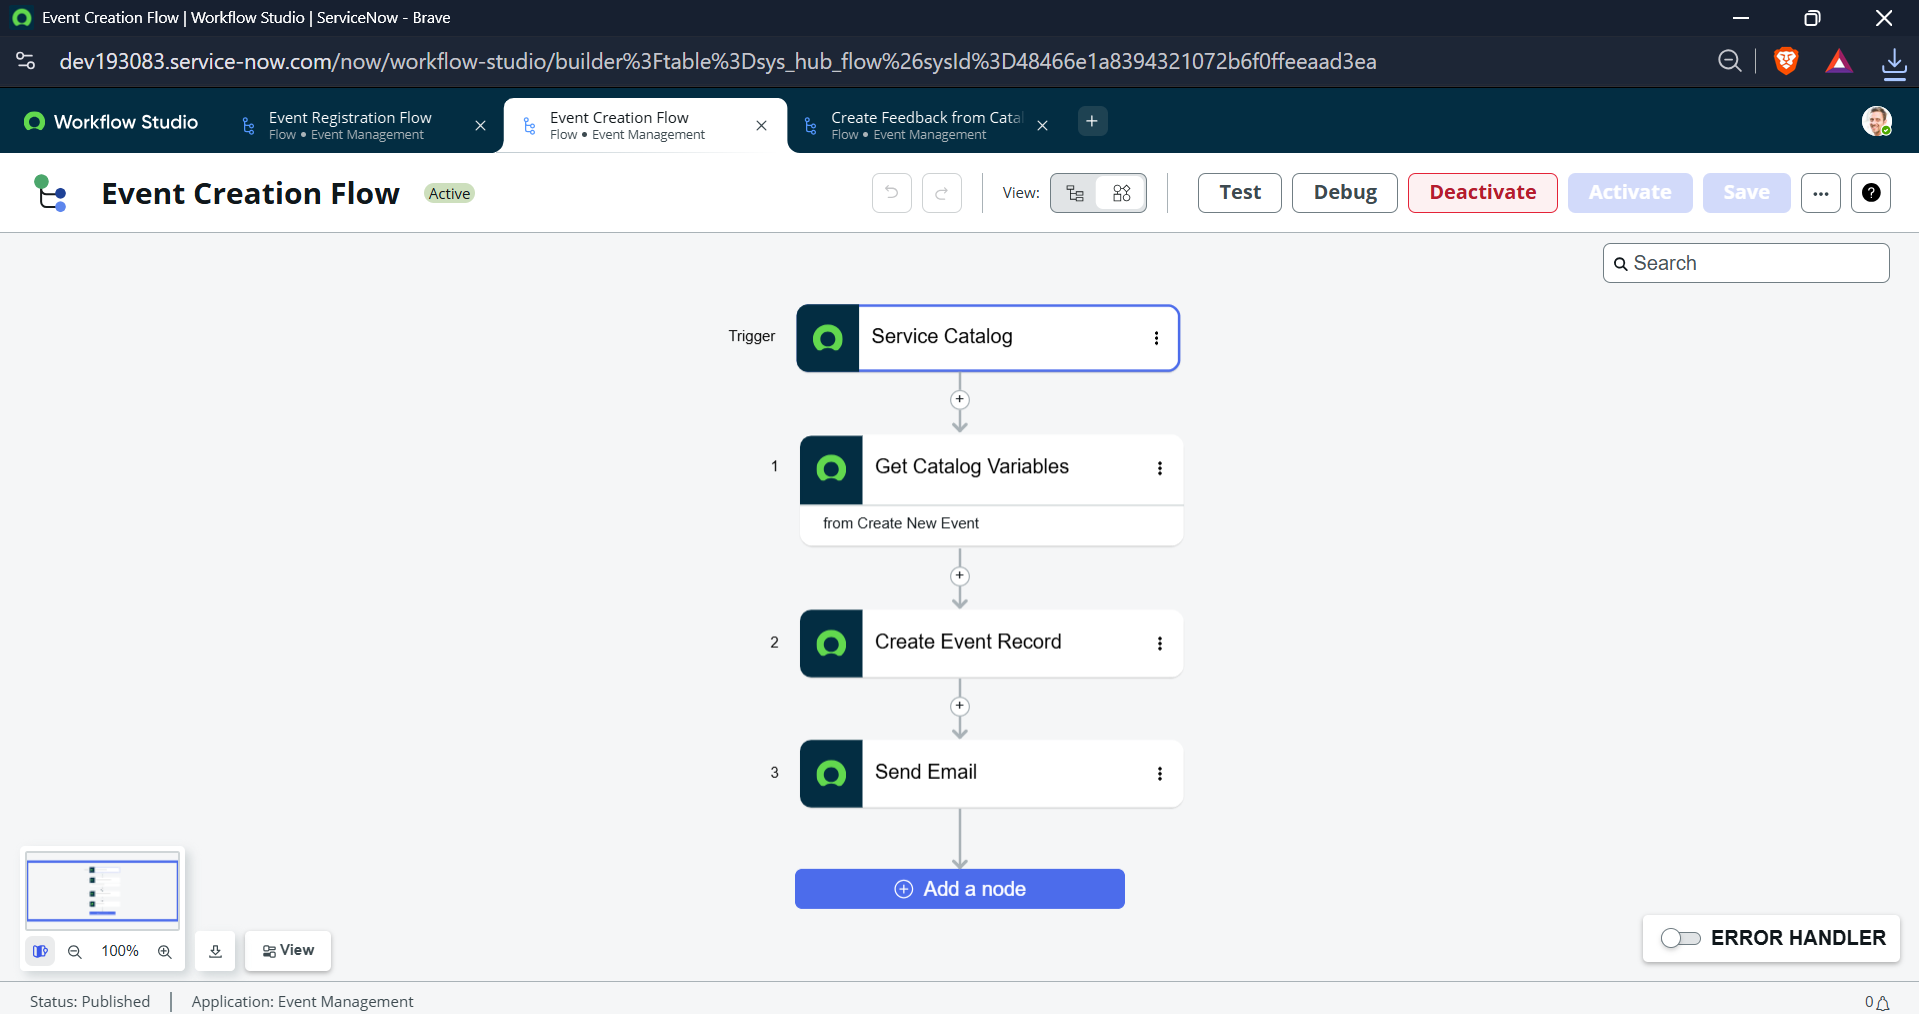 Event Creation Flow | Workflow Studio | ServiceNow - Brave
dev193083.service-now.com/now/workflow-studio/builder%3Ftable%3Dsys_hub_flow%26sysId%3D48466e1a8394321072b6f0ffeeaad3ea
Workflow Studio
Event Registration Flow
Flow • Event Management
Event Creation Flow
Flow • Event Management
Create Feedback from Catal
Flow • Event Management
Event Creation Flow
Active
View:
Test
Debug
Deactivate
Activate
Save
Search
Trigger
Service Catalog
1
Get Catalog Variables
from Create New Event
2
Create Event Record
3
Send Email
Add a node
100%
View
ERROR HANDLER
Status: Published
Application: Event Management
0